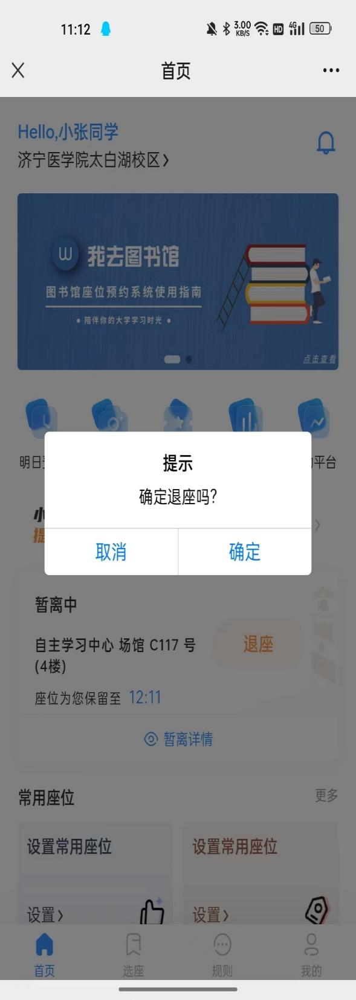 11:12
3.00 KB/S
HD
4G
50
首页
Hello,小张同学
济宁医学院太白湖校区
我去图书馆
图书馆座位预约系统使用指南
• 陪伴你的大学学习时光 •
点击查看
明日
平台
提示
确定退座吗?
取消
确定
暂离中
自主学习中心 场馆 C117 号
(4楼)
退座
座位为您保留至 12:11
暂离详情
常用座位
更多
设置常用座位
设置常用座位
设置
设置
首页
选座
规则
我的